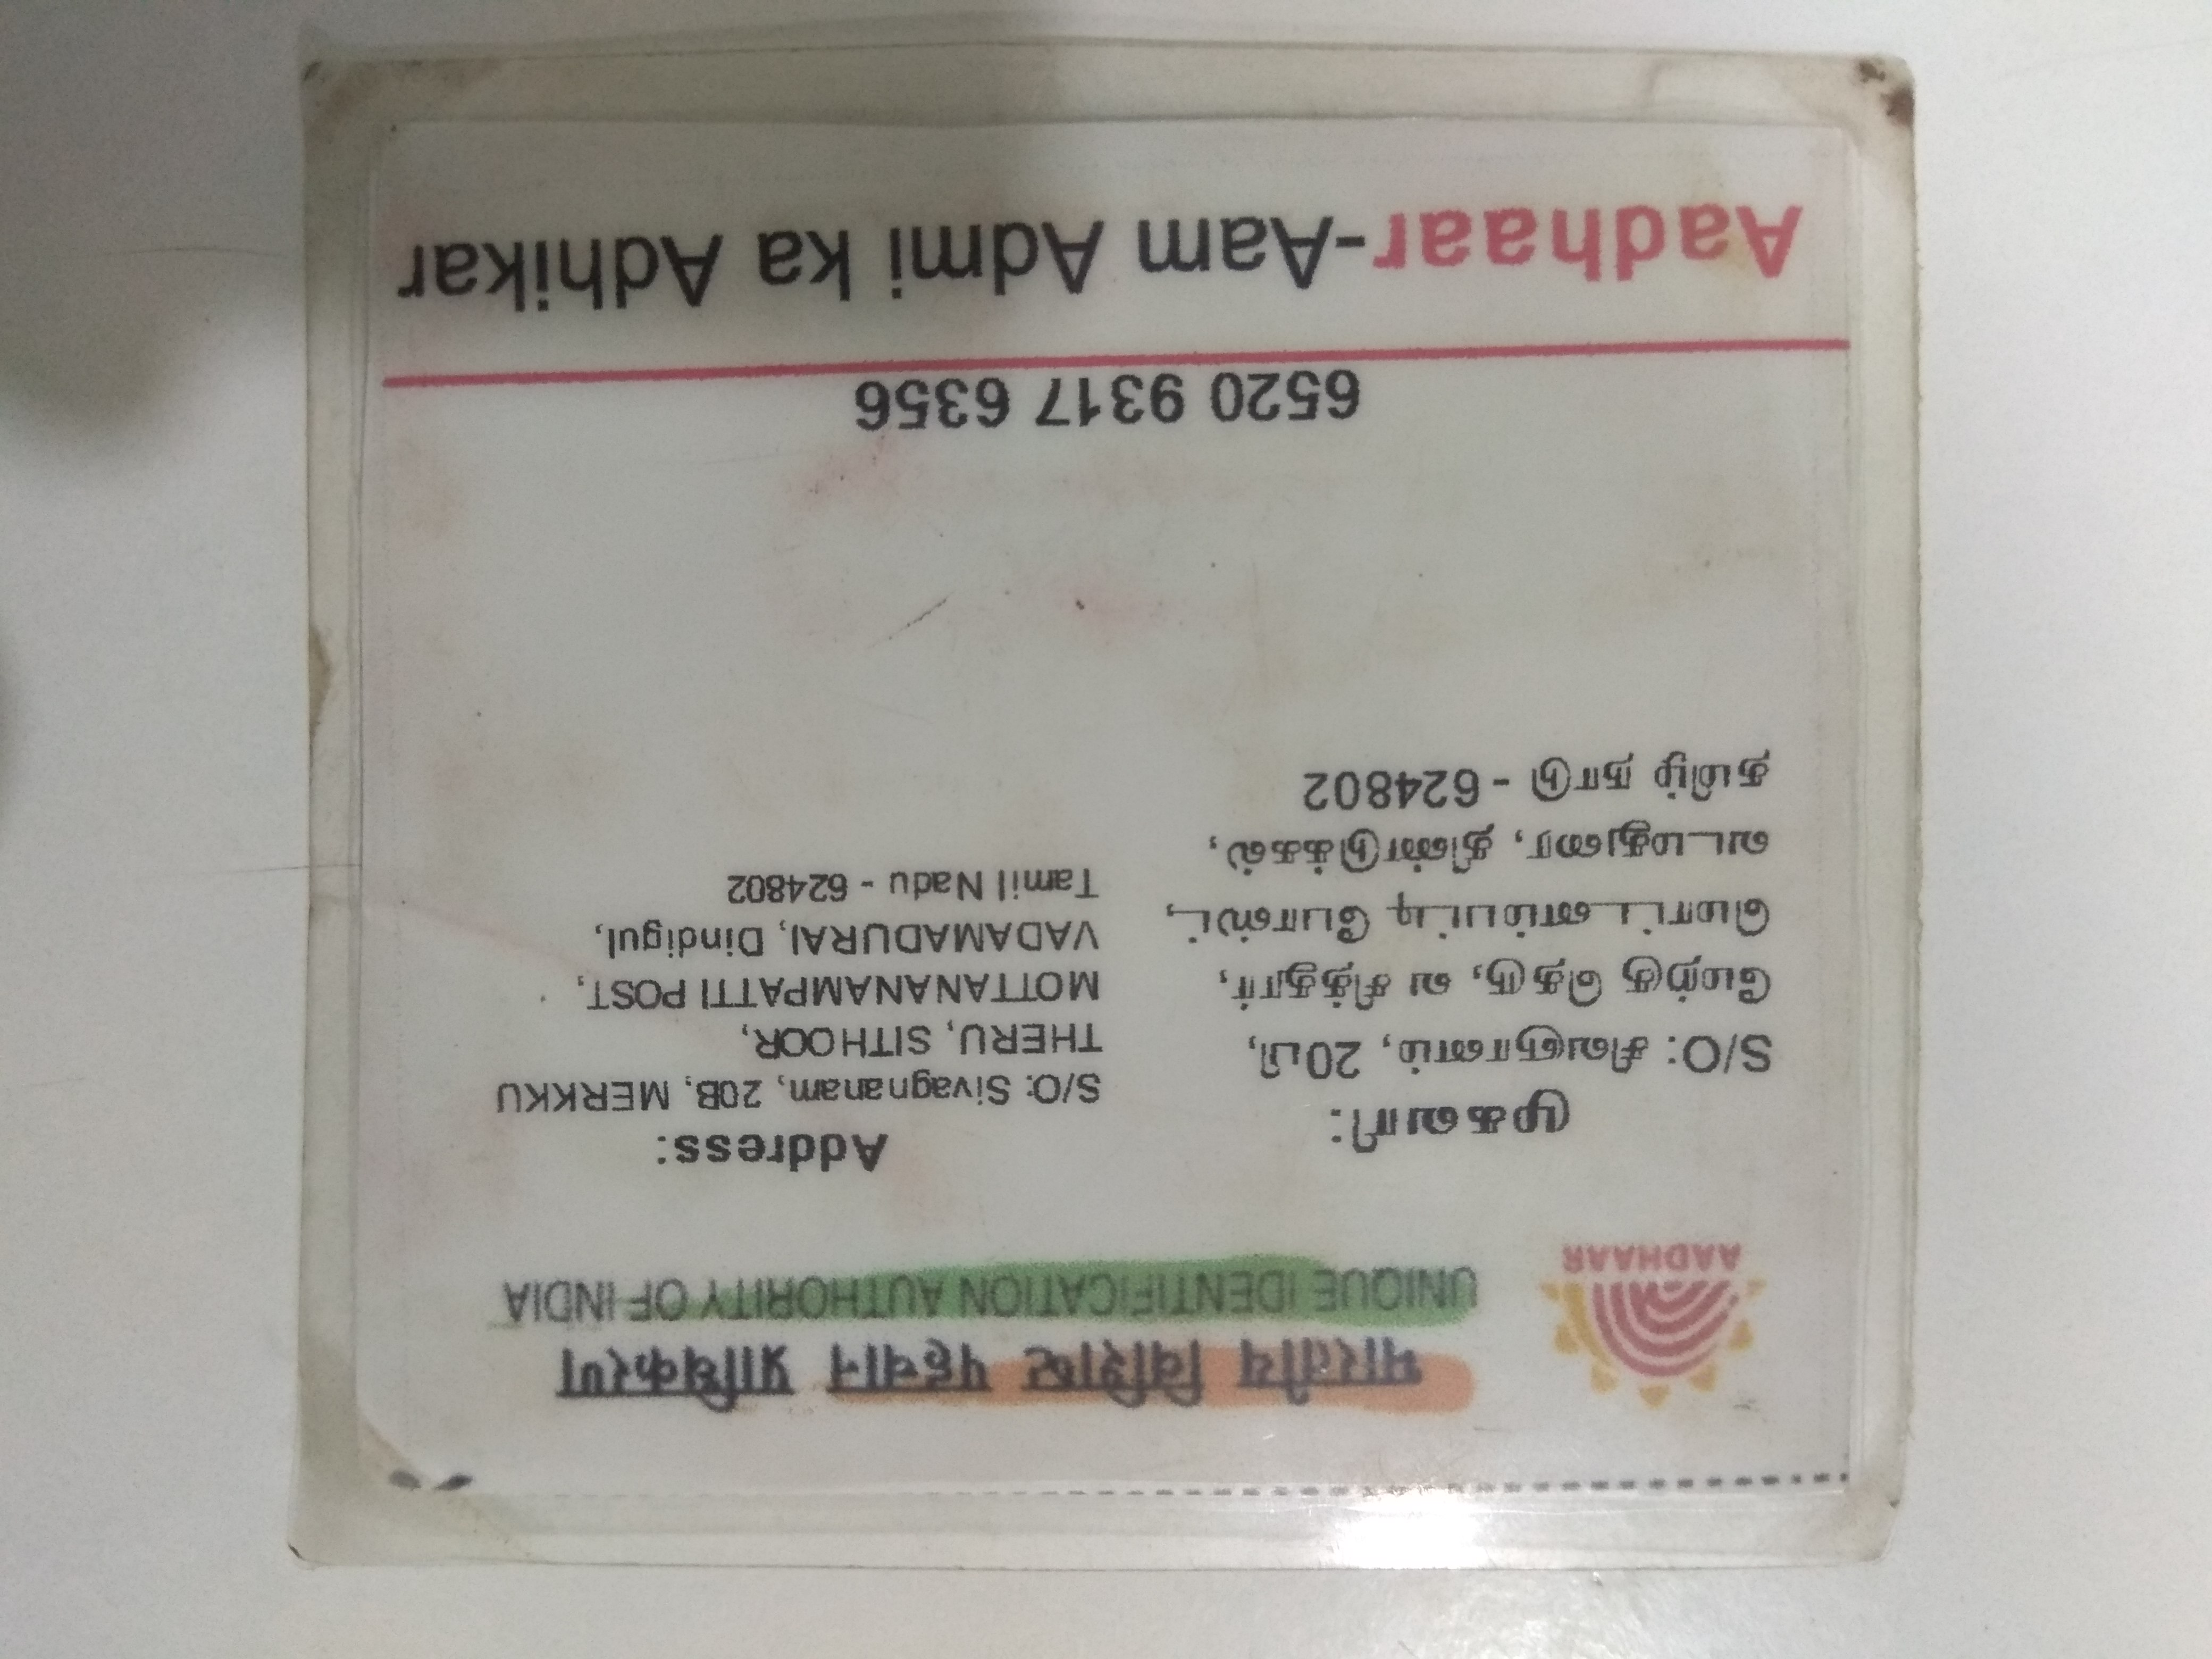 भारतीय विशिष्ट पहचान प्राधिकरण
UNIQUE IDENTIFICATION AUTHORITY OF INDIA
AADHAAR
முகவரி:
S/O: சிவஞானம், 20பி,
மேற்கு தெரு, வ சித்தூர்,
மொட்டனம்பட்டி போஸ்ட்,
வடமதுரை, திண்டுக்கல்,
தமிழ் நாடு - 624802
Address:
S/O: Sivagnanam, 20B, MERKKU
THERU, SITHOOR,
MOTTANANAMPATTI POST,
VADAMADURAI, Dindigul,
Tamil Nadu - 624802
6520 9317 6356
Aadhaar-Aam Admi ka Adhikar